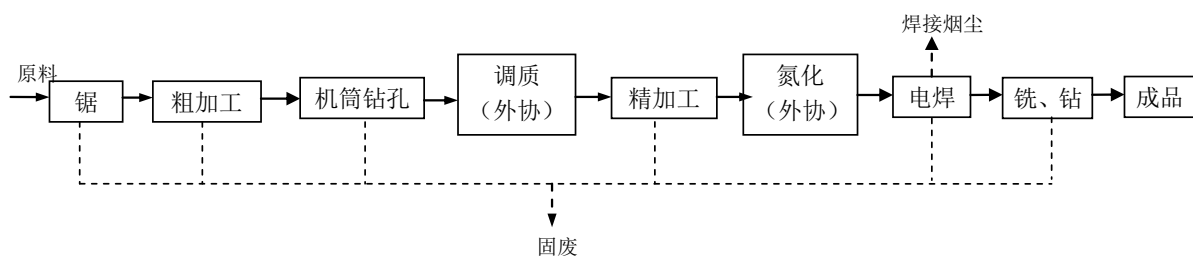 焊接烟尘
原料
锯
粗加工
机筒钻孔
调质
（外协）
精加工
氮化
（外协）
电焊
铣、钻
成品
固废